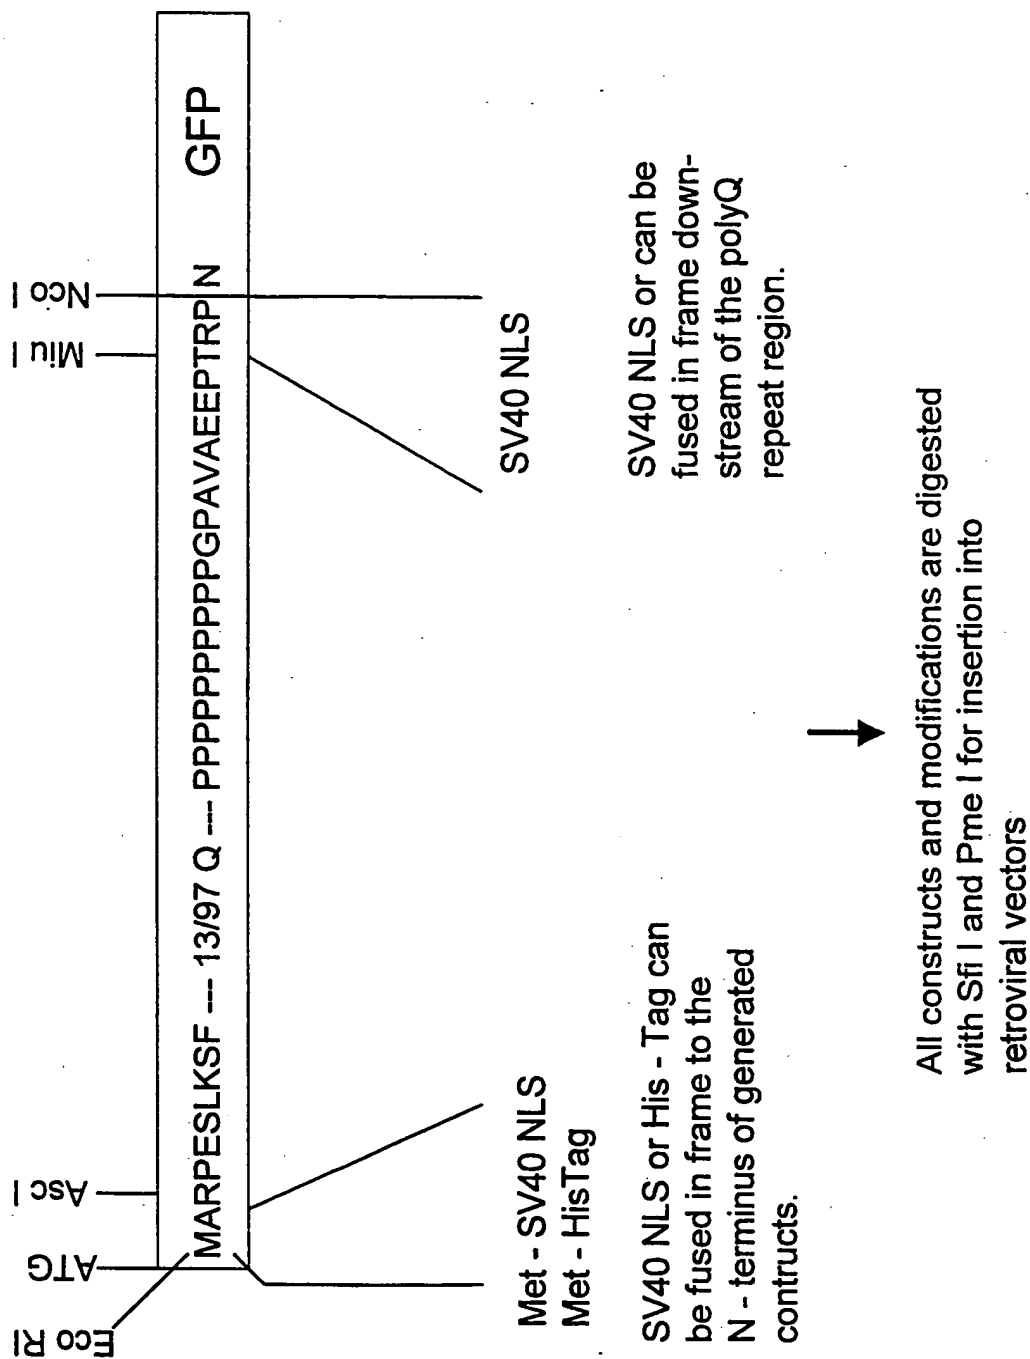 Eco RI
ATG
Asc I
Mlu I
Nco I
MARPESLKSF --- 13/97 Q --- PPPPPPPPPPPGPAVAEEPTRP N GFP
Met - SV40 NLS
Met - HisTag
SV40 NLS or His - Tag can
be fused in frame to the
N - terminus of generated
contructs.
SV40 NLS
SV40 NLS or can be
fused in frame down-
stream of the polyQ
repeat region.
All constructs and modifications are digested
with Sfi I and Pme I for insertion into
retroviral vectors